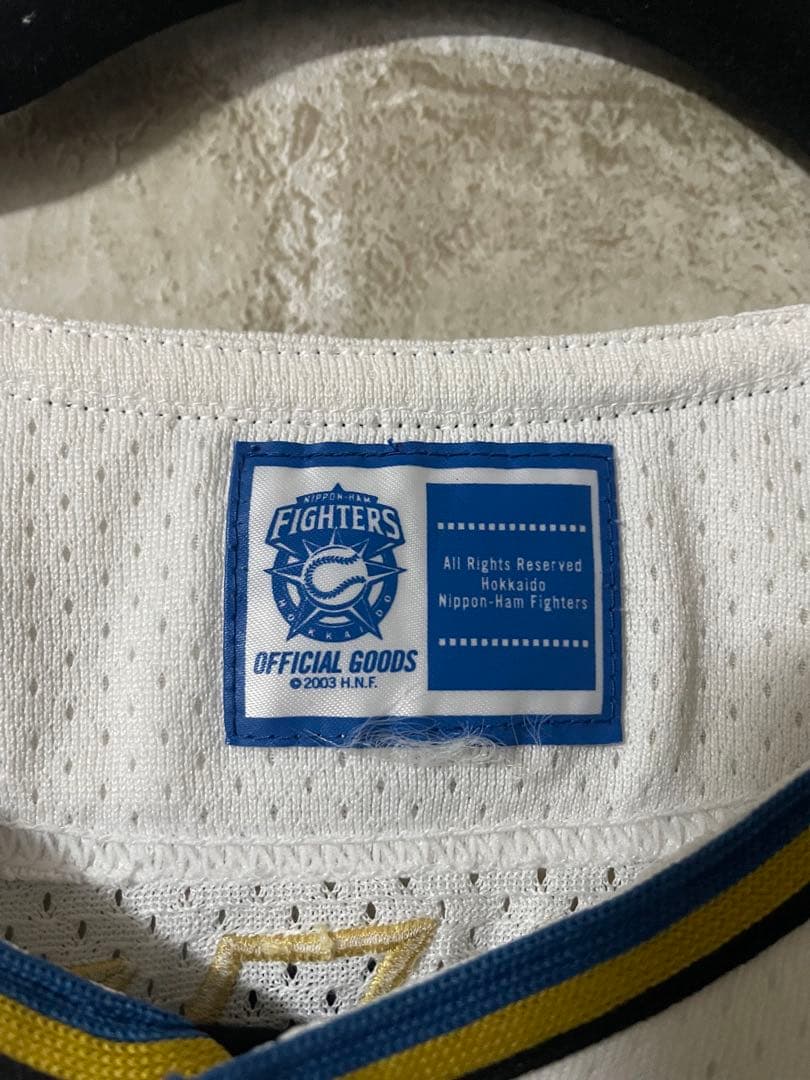 NIPPON-HAM
FIGHTERS
HOKKAIDO
OFFICIAL GOODS
©2003 H.N.F.
All Rights Reserved
Hokkaido
Nippon-Ham Fighters